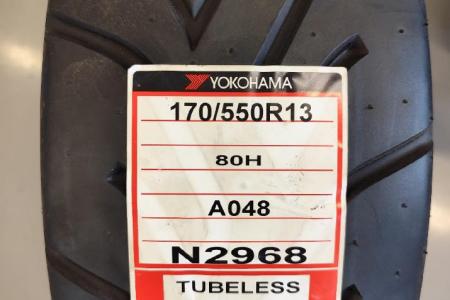 YOKOHAMA
170/550R13
80H
A048
N2968
TUBELESS